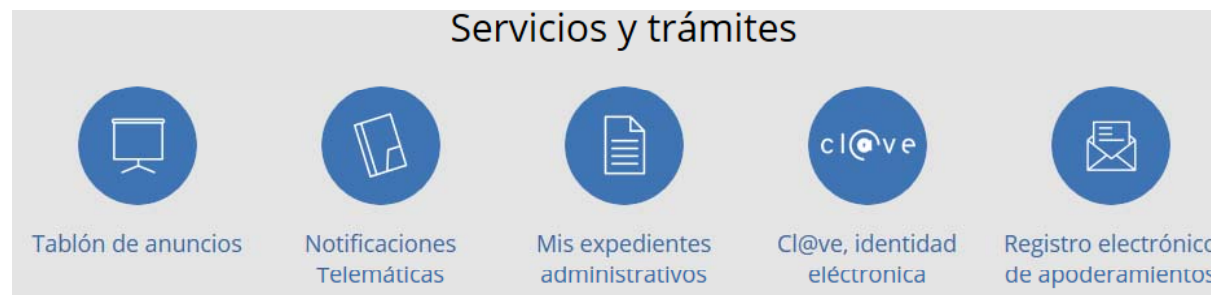 Servicios y trámites
cl@ve
Tablón de anuncios
Notificaciones
Telemáticas
Mis expedientes
administrativos
Cl@ve, identidad
eléctronica
Registro electrónico
de apoderamientos